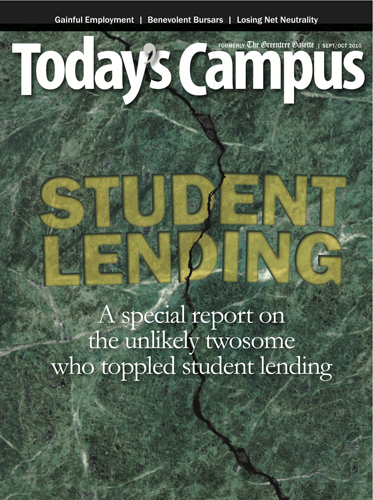 Gainful Employment | Benevolent Bursars | Losing Net Neutrality
FORMERLY The Greentree Gazette | SEPT/OCT 2010
Today's Campus
STUDENT
LENDING
A special report on
the unlikely twosome
who toppled student lending